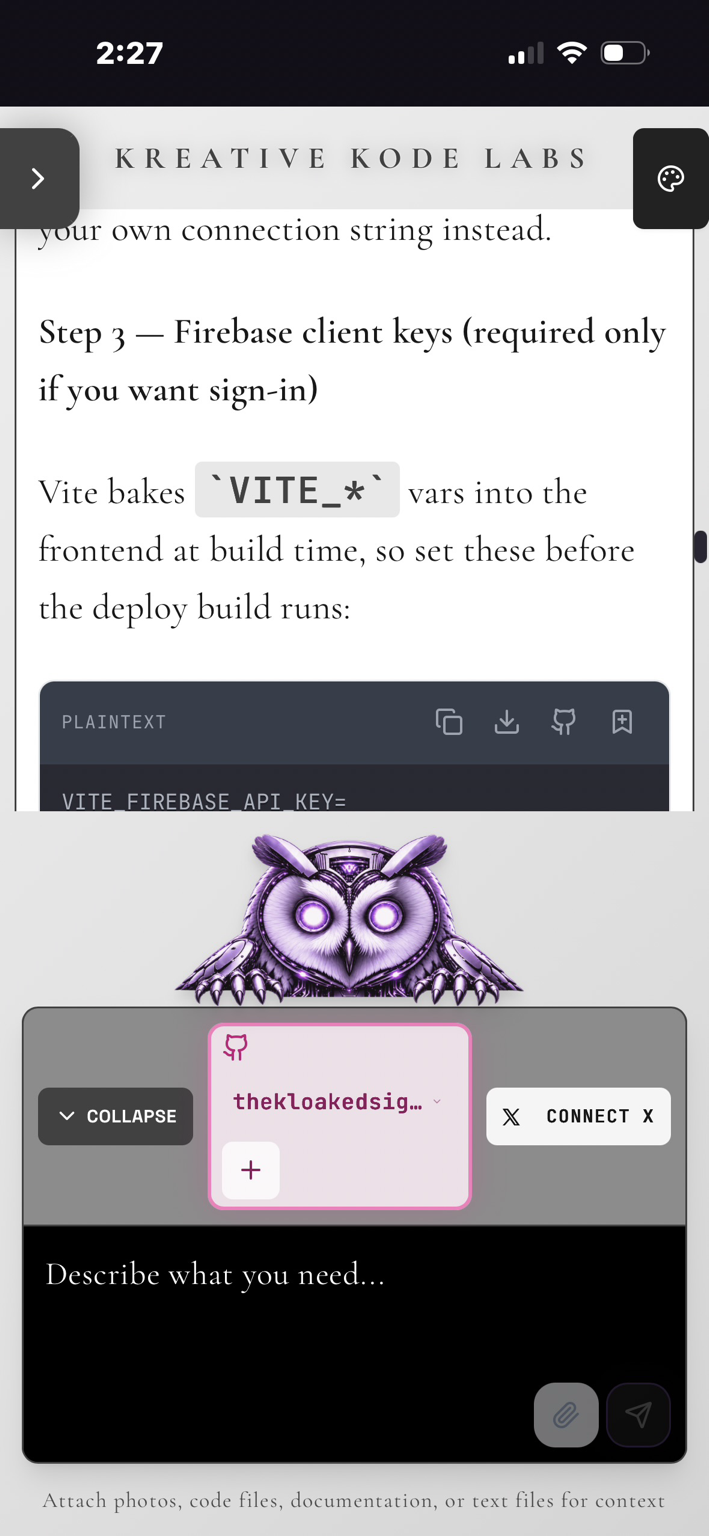 2:27
KREATIVE KODE LABS
your own connection string instead.
Step 3 — Firebase client keys (required only
if you want sign-in)
Vite bakes `VITE_*` vars into the
frontend at build time, so set these before
the deploy build runs:
PLAINTEXT
VITE_FIREBASE_API_KEY=
thekloakedsig…
COLLAPSE
CONNECT X
Describe what you need...
Attach photos, code files, documentation, or text files for context